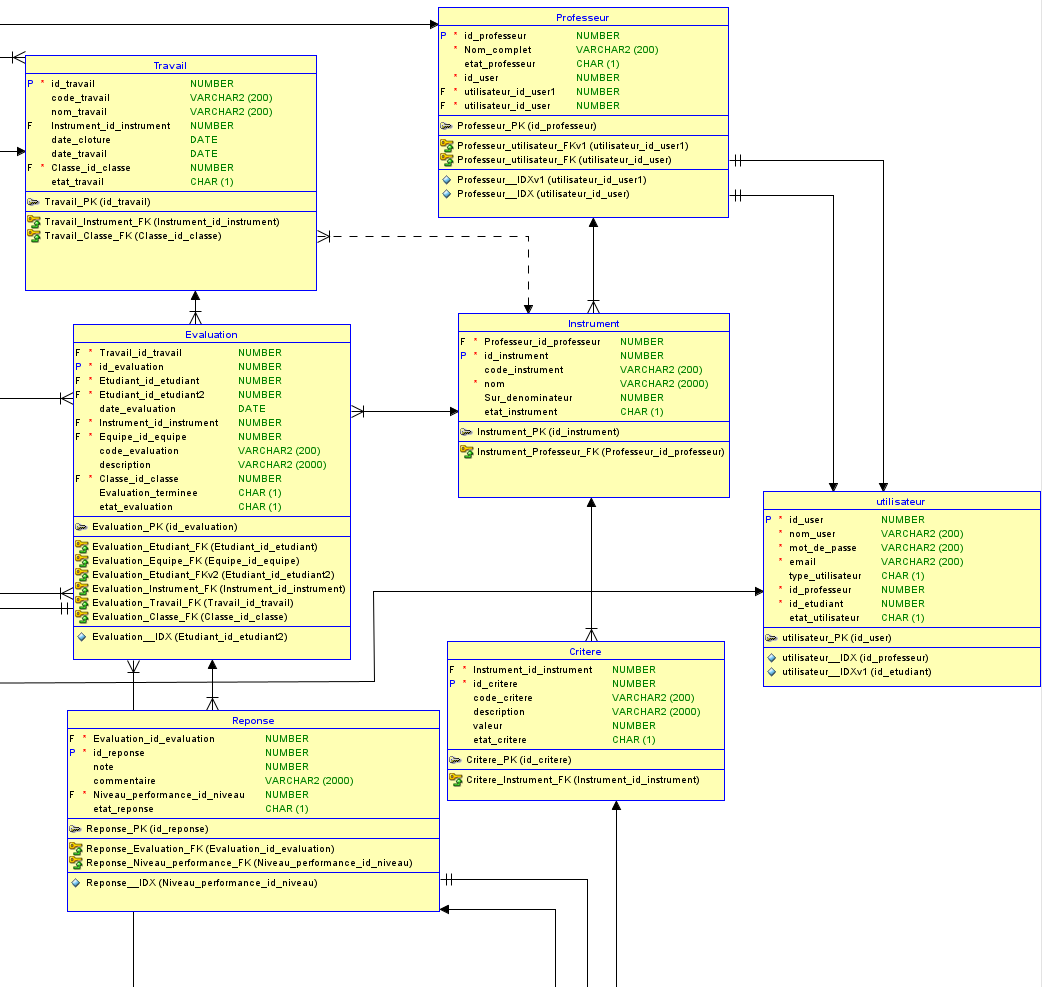 Professeur
P * id_professeur NUMBER
* Nom_complet VARCHAR2 (200)
etat_professeur CHAR (1)
* id_user NUMBER
F * utilisateur_id_user1 NUMBER
F * utilisateur_id_user NUMBER
Professeur_PK (id_professeur)
Professeur_utilisateur_FKv1 (utilisateur_id_user1)
Professeur_utilisateur_FK (utilisateur_id_user)
Professeur__IDXv1 (utilisateur_id_user1)
Professeur__IDX (utilisateur_id_user)
Travail
P * id_travail NUMBER
code_travail VARCHAR2 (200)
nom_travail VARCHAR2 (200)
F Instrument_id_instrument NUMBER
date_cloture DATE
date_travail DATE
F * Classe_id_classe NUMBER
etat_travail CHAR (1)
Travail_PK (id_travail)
Travail_Instrument_FK (Instrument_id_instrument)
Travail_Classe_FK (Classe_id_classe)
Instrument
F * Professeur_id_professeur NUMBER
P * id_instrument NUMBER
code_instrument VARCHAR2 (200)
* nom VARCHAR2 (2000)
Sur_denominateur NUMBER
etat_instrument CHAR (1)
Instrument_PK (id_instrument)
Instrument_Professeur_FK (Professeur_id_professeur)
Evaluation
F * Travail_id_travail NUMBER
P * id_evaluation NUMBER
F * Etudiant_id_etudiant NUMBER
F * Etudiant_id_etudiant2 NUMBER
date_evaluation DATE
F * Instrument_id_instrument NUMBER
F * Equipe_id_equipe NUMBER
code_evaluation VARCHAR2 (200)
description VARCHAR2 (2000)
F * Classe_id_classe NUMBER
Evaluation_terminee CHAR (1)
etat_evaluation CHAR (1)
Evaluation_PK (id_evaluation)
Evaluation_Etudiant_FK (Etudiant_id_etudiant)
Evaluation_Equipe_FK (Equipe_id_equipe)
Evaluation_Etudiant_FKv2 (Etudiant_id_etudiant2)
Evaluation_Instrument_FK (Instrument_id_instrument)
Evaluation_Travail_FK (Travail_id_travail)
Evaluation_Classe_FK (Classe_id_classe)
Evaluation__IDX (Etudiant_id_etudiant2)
utilisateur
P * id_user NUMBER
* nom_user VARCHAR2 (200)
* mot_de_passe VARCHAR2 (200)
* email VARCHAR2 (200)
type_utilisateur CHAR (1)
* id_professeur NUMBER
* id_etudiant NUMBER
etat_utilisateur CHAR (1)
utilisateur_PK (id_user)
utilisateur__IDX (id_professeur)
utilisateur__IDXv1 (id_etudiant)
Critere
F * Instrument_id_instrument NUMBER
P * id_critere NUMBER
code_critere VARCHAR2 (200)
description VARCHAR2 (2000)
valeur NUMBER
etat_critere CHAR (1)
Critere_PK (id_critere)
Critere_Instrument_FK (Instrument_id_instrument)
Reponse
F * Evaluation_id_evaluation NUMBER
P * id_reponse NUMBER
note NUMBER
commentaire VARCHAR2 (2000)
F * Niveau_performance_id_niveau NUMBER
etat_reponse CHAR (1)
Reponse_PK (id_reponse)
Reponse_Evaluation_FK (Evaluation_id_evaluation)
Reponse_Niveau_performance_FK (Niveau_performance_id_niveau)
Reponse__IDX (Niveau_performance_id_niveau)